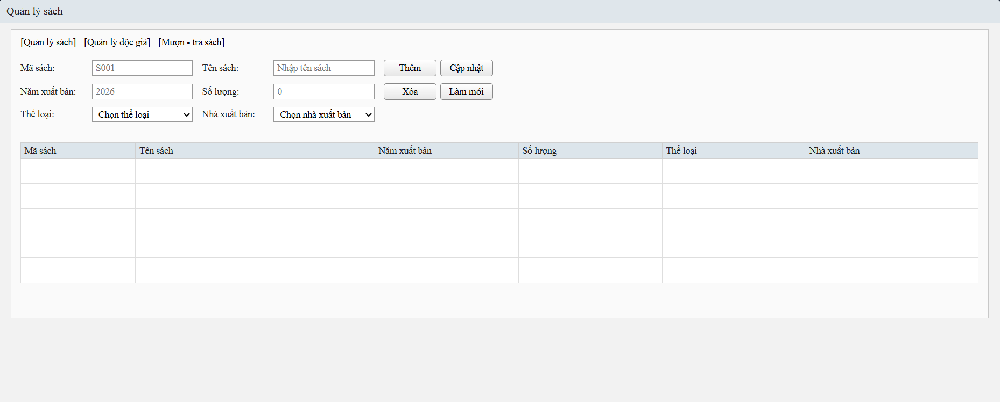 Quản lý sách
[Quản lý sách] [Quản lý độc giả] [Mượn - trả sách]
Mã sách: S001 Tên sách: Nhập tên sách Thêm Cập nhật
Năm xuất bản: 2026 Số lượng: 0 Xóa Làm mới
Thể loại: Chọn thể loại Nhà xuất bản: Chọn nhà xuất bản
Mã sách Tên sách Năm xuất bản Số lượng Thể loại Nhà xuất bản